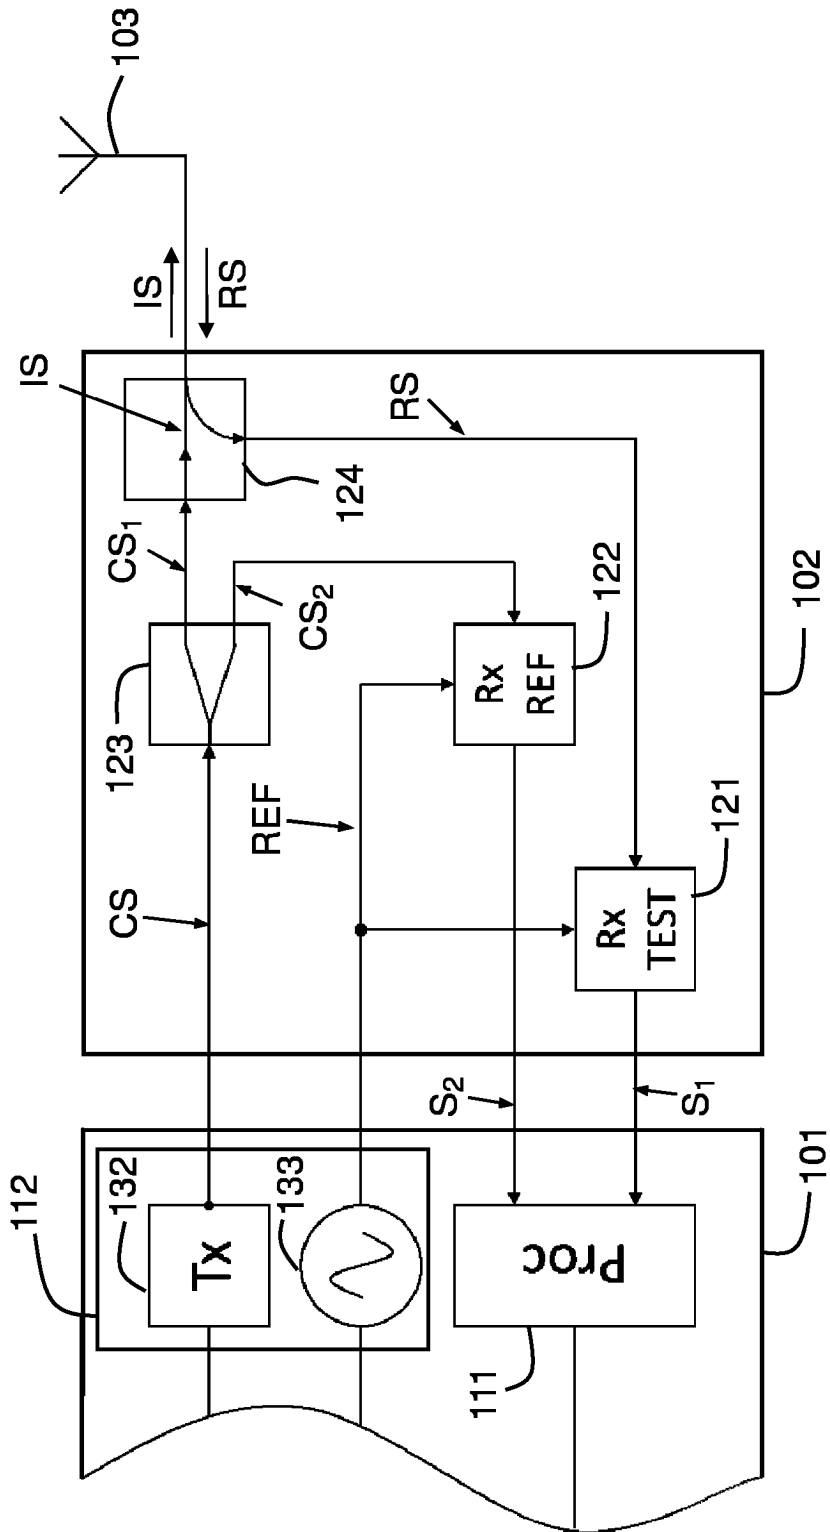 103
IS
RS
IS
RS
124
CS1
CS2
123
122
Rx
REF
102
REF
CS
Rx
TEST
121
S2
S1
112
132
Tx
133
Proc
111
101